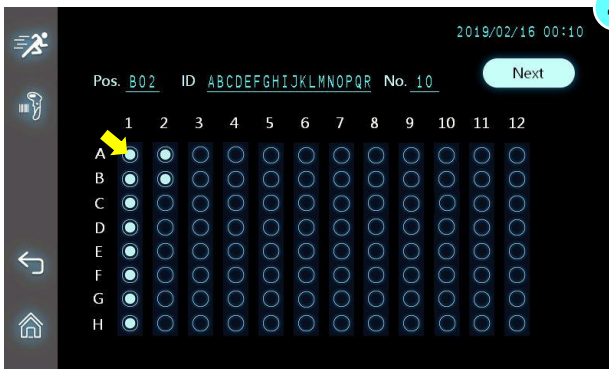 2019/02/16 00:10
Pos. B02 ID ABCDEFGHIJKLMNOPQR No. 10 Next
1 2 3 4 5 6 7 8 9 10 11 12
A
B
C
D
E
F
G
H